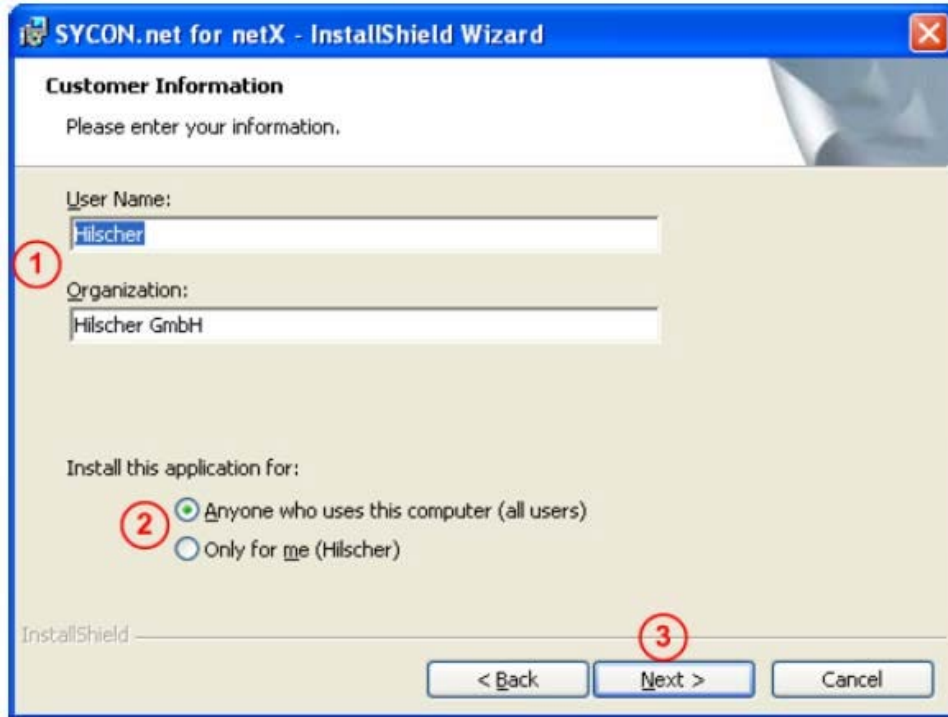 SYCON.net for netX - InstallShield Wizard
Customer Information
Please enter your information.
User Name:
Hilscher
1
Organization:
Hilscher GmbH
Install this application for:
2
Anyone who uses this computer (all users)
Only for me (Hilscher)
InstallShield
3
< Back Next > Cancel